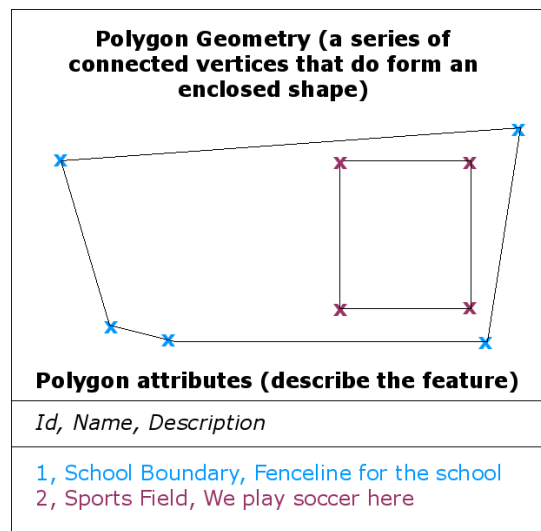 Polygon Geometry (a series of
connected vertices that do form an
enclosed shape)
Polygon attributes (describe the feature)
Id, Name, Description
1, School Boundary, Fenceline for the school
2, Sports Field, We play soccer here